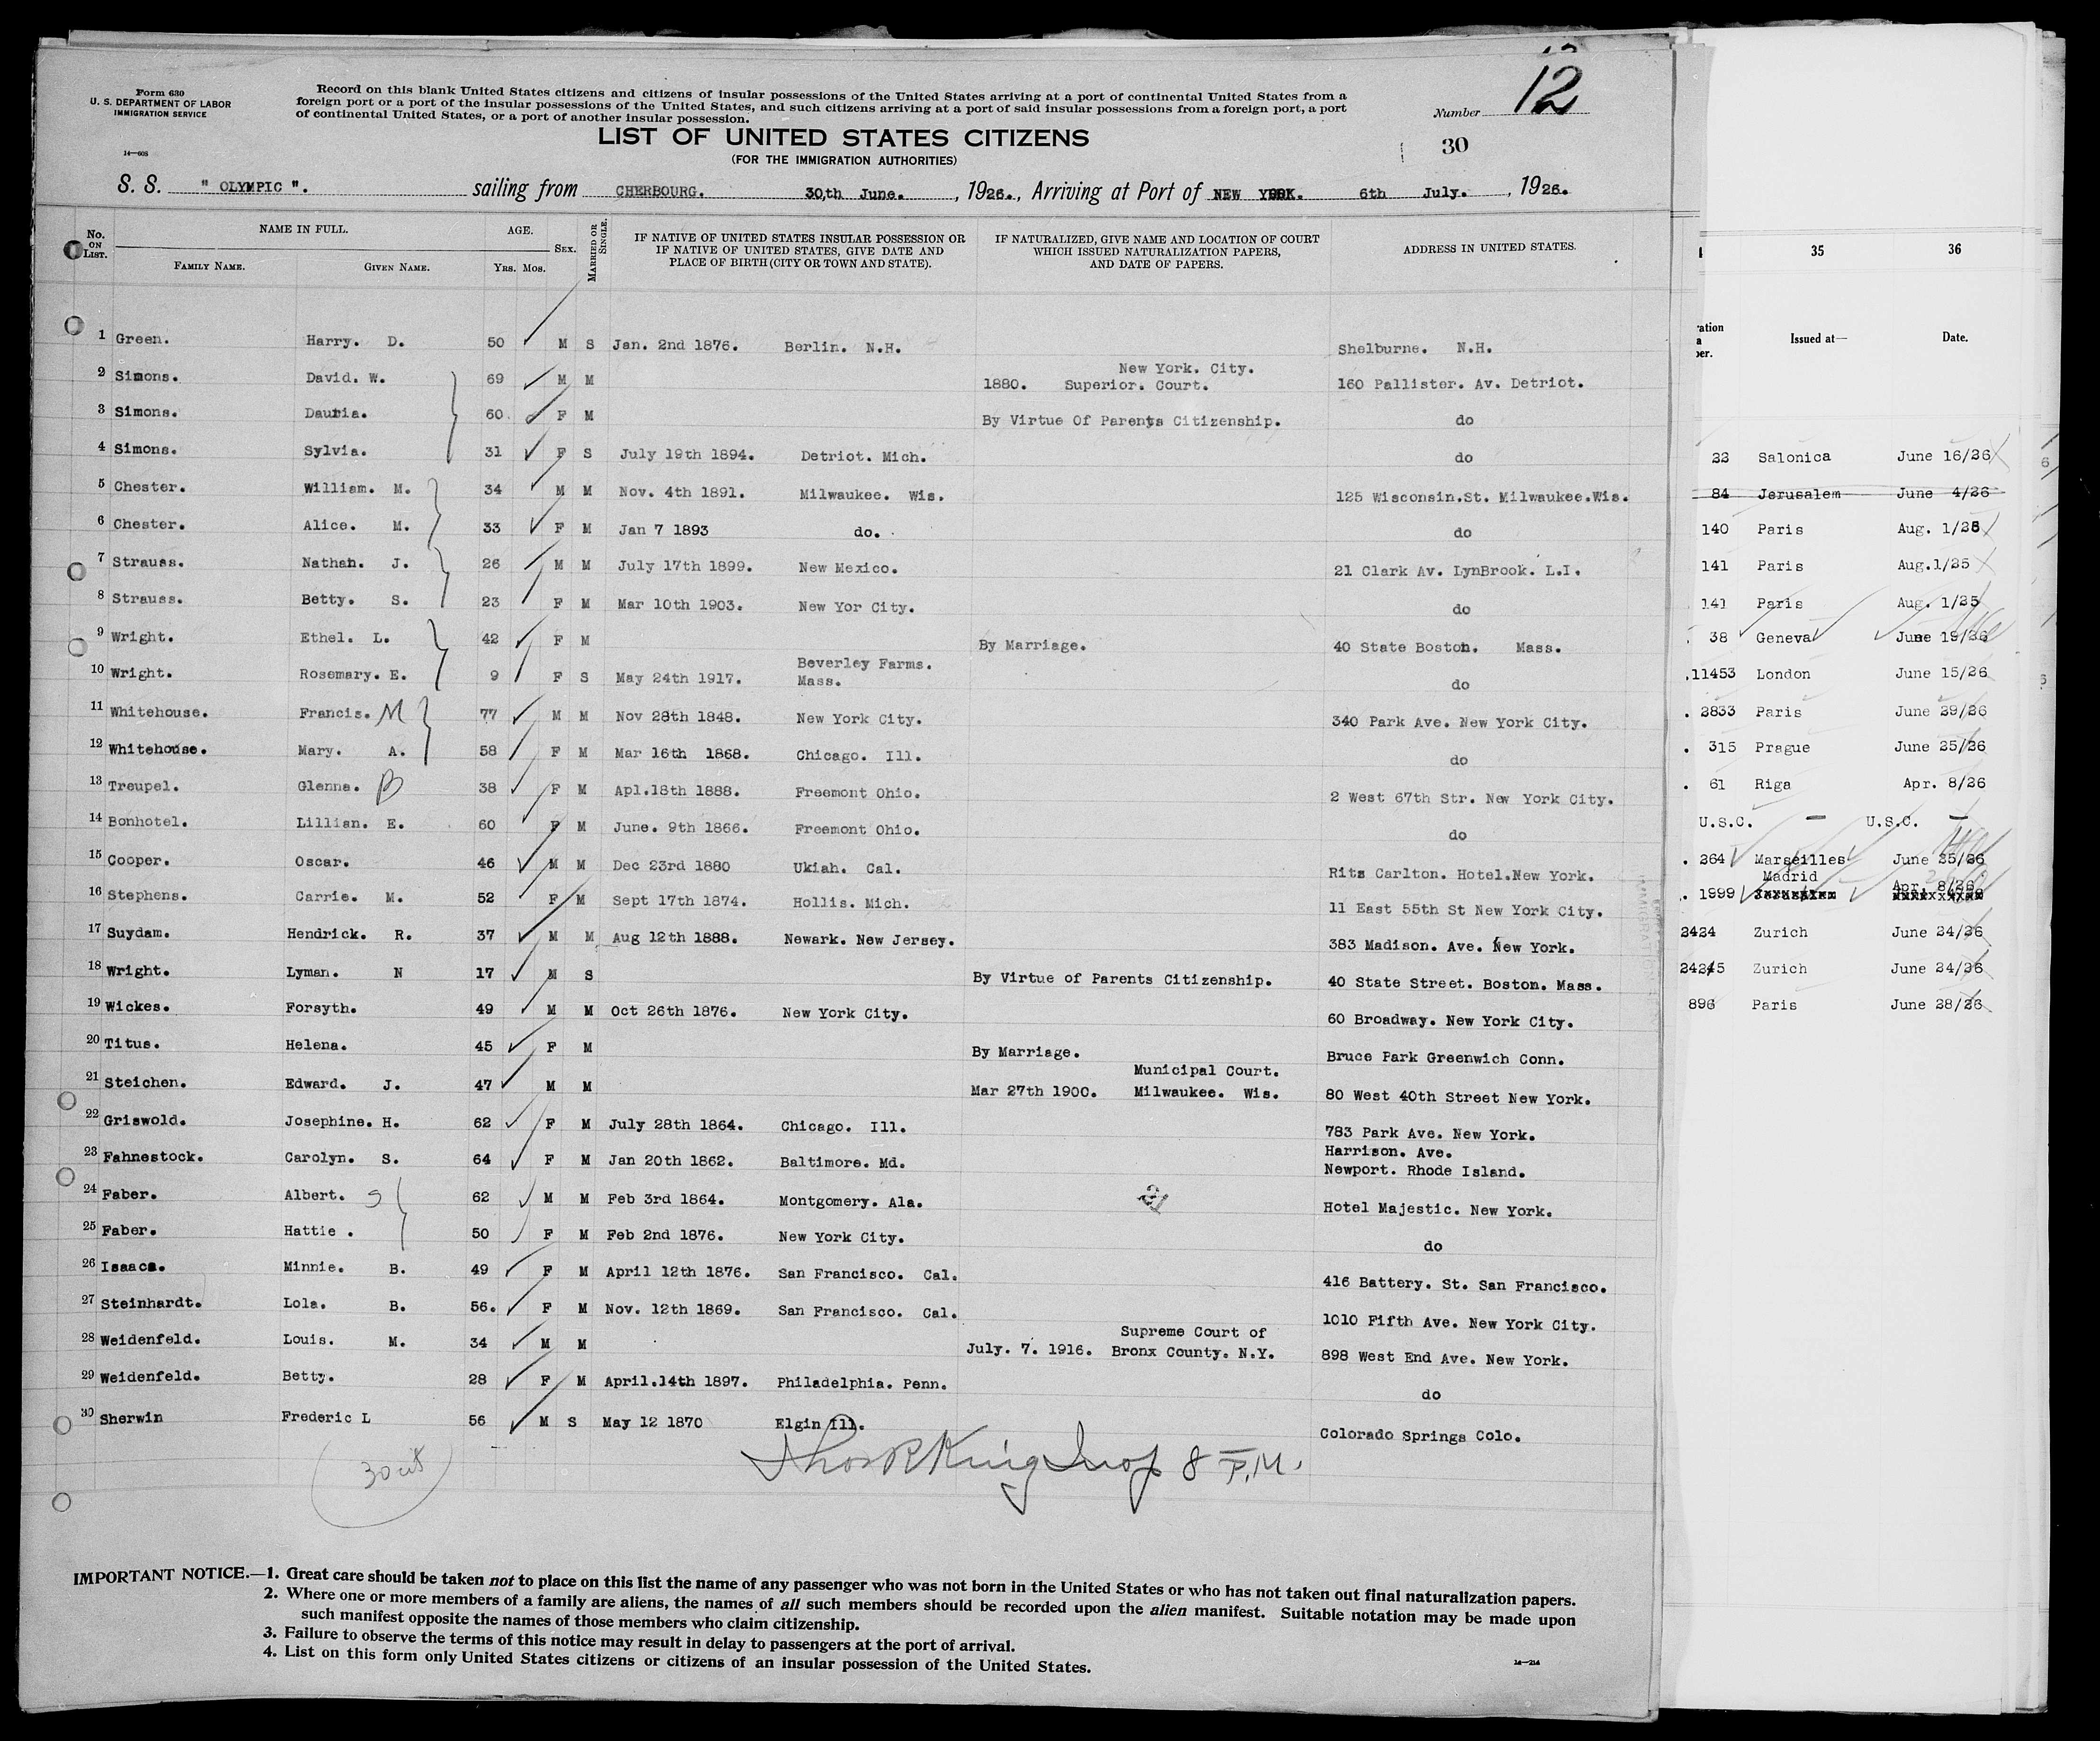 Form 630
U. S. DEPARTMENT OF LABOR
IMMIGRATION SERVICE
14—608
Record on this blank United States citizens and citizens of insular possessions of the United States arriving at a port of continental United States from a
foreign port or a port of the insular possessions of the United States, and such citizens arriving at a port of said insular possessions from a foreign port, a port
of continental United States, or a port of another insular possession.
Number 12
LIST OF UNITED STATES CITIZENS
(FOR THE IMMIGRATION AUTHORITIES)
30
S. S. " OLYMPIC ". sailing from CHERBOURG. 30,th June. , 1926., Arriving at Port of NEW YORK. 6th July. , 1926.
No. ON LIST.
NAME IN FULL.
FAMILY NAME. GIVEN NAME.
AGE.
YRS. MOS.
SEX.
MARRIED OR SINGLE.
IF NATIVE OF UNITED STATES INSULAR POSSESSION OR
IF NATIVE OF UNITED STATES, GIVE DATE AND
PLACE OF BIRTH (CITY OR TOWN AND STATE).
IF NATURALIZED, GIVE NAME AND LOCATION OF COURT
WHICH ISSUED NATURALIZATION PAPERS,
AND DATE OF PAPERS.
ADDRESS IN UNITED STATES.
1 Green. Harry. D. 50 M S Jan. 2nd 1876. Berlin. N.H. Shelburne. N.H.
2 Simons. David. W. 69 M M 1880. New York. City. Superior. Court. 160 Pallister. Av. Detriot.
3 Simons. Dauria. 60. F M By Virtue Of Parents Citizenship. do
4 Simons. Sylvia. 31 F S July 19th 1894. Detriot. Mich. do
5 Chester. William. M. 34 M M Nov. 4th 1891. Milwaukee. Wis. 125 Wisconsin.St. Milwaukee.Wis.
6 Chester. Alice. M. 33 F M Jan 7 1893 do. do
7 Strauss. Nathan. J. 26 M M July 17th 1899. New Mexico. 21 Clark Av. LynBrook. L.I.
8 Strauss. Betty. S. 23 F M Mar 10th 1903. New Yor City. do
9 Wright. Ethel. L. 42 F M By Marriage. 40 State Boston. Mass.
10 Wright. Rosemary. E. 9 F S May 24th 1917. Beverley Farms. Mass. do
11 Whitehouse. Francis. M 77 M M Nov 28th 1848. New York City. 340 Park Ave. New York City.
12 Whitehouse. Mary. A. 58 F M Mar 16th 1868. Chicago. Ill. do
13 Treupel. Glenna. B 38 F M Apl.18th 1888. Freemont Ohio. 2 West 67th Str. New York City.
14 Bonhotel. Lillian. E. 60 F M June. 9th 1866. Freemont Ohio. do
15 Cooper. Oscar. 46 M M Dec 23rd 1880 Ukiah. Cal. Ritz Carlton. Hotel.New York.
16 Stephens. Carrie. M. 52 F M Sept 17th 1874. Hollis. Mich. 11 East 55th St New York City.
17 Suydam. Hendrick. R. 37 M M Aug 12th 1888. Newark. New Jersey. 383 Madison. Ave. New York.
18 Wright. Lyman. N 17 M S By Virtue of Parents Citizenship. 40 State Street. Boston. Mass.
19 Wickes. Forsyth. 49 M M Oct 26th 1876. New York City. 60 Broadway. New York City.
20 Titus. Helena. 45 F M By Marriage. Bruce Park Greenwich Conn.
21 Steichen. Edward. J. 47 M M Mar 27th 1900. Municipal Court. Milwaukee. Wis. 80 West 40th Street New York.
22 Griswold. Josephine. H. 62 F M July 28th 1864. Chicago. Ill. 783 Park Ave. New York.
23 Fahnestock. Carolyn. S. 64 F M Jan 20th 1862. Baltimore. Md. Harrison. Ave. Newport. Rhode Island.
24 Faber. Albert. S 62 M M Feb 3rd 1864. Montgomery. Ala. Hotel Majestic. New York.
25 Faber. Hattie . 50 F M Feb 2nd 1876. New York City. do
26 Isaacs. Minnie. B. 49 F M April 12th 1876. San Francisco. Cal. 416 Battery. St. San Francisco.
27 Steinhardt. Lola. B. 56. F M Nov. 12th 1869. San Francisco. Cal. 1010 Fifth Ave. New York City.
28 Weidenfeld. Louis. M. 34 M M July. 7. 1916. Supreme Court of Bronx County. N.Y. 898 West End Ave. New York.
29 Weidenfeld. Betty. 28 F M April.14th 1897. Philadelphia. Penn. do
30 Sherwin Frederic L 56 M S May 12 1870 Elgin Ill. Colorado Springs Colo.
30 cit
Thos R King Insp 8 P.M.
IMPORTANT NOTICE.—1. Great care should be taken not to place on this list the name of any passenger who was not born in the United States or who has not taken out final naturalization papers.
2. Where one or more members of a family are aliens, the names of all such members should be recorded upon the alien manifest. Suitable notation may be made upon
such manifest opposite the names of those members who claim citizenship.
3. Failure to observe the terms of this notice may result in delay to passengers at the port of arrival.
4. List on this form only United States citizens or citizens of an insular possession of the United States.
14—214
35 36
Issued at— Date.
33 Salonica June 16/26
84 Jerusalem June 4/26
140 Paris Aug. 1/25
141 Paris Aug.1/25
141 Paris Aug. 1/25
38 Geneva June 19/26
11453 London June 15/26
2833 Paris June 29/26
315 Prague June 25/26
61 Riga Apr. 8/26
U.S.C. — U.S.C. —
264 Marseilles June 25/26
1999 Madrid Apr. 8/26
2424 Zurich June 24/26
2425 Zurich June 24/26
896 Paris June 28/26